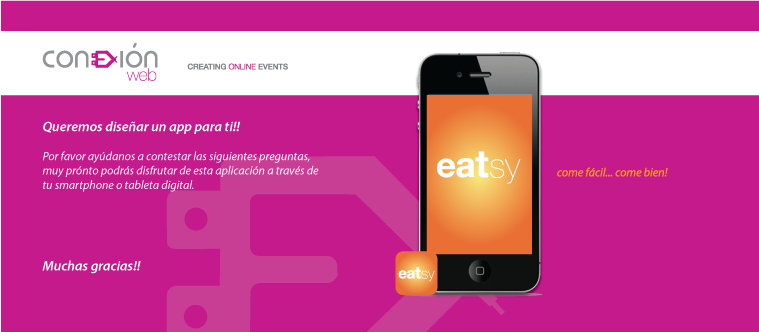 conexión
web
CREATING ONLINE EVENTS
Queremos diseñar un app para ti!!
Por favor ayúdanos a contestar las siguientes preguntas,
muy prónto podrás disfrutar de esta aplicación a través de
tu smartphone o tableta digital.
eatsy
come fácil... come bien!
Muchas gracias!!
eatsy